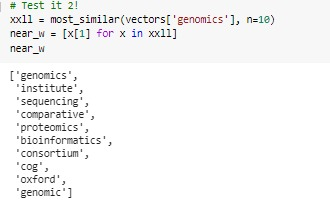 # Test it 2!
xxll = most_similar(vectors['genomics'], n=10)
near_w = [x[1] for x in xxll]
near_w
['genomics',
'institute',
'sequencing',
'comparative',
'proteomics',
'bioinformatics',
'consortium',
'cog',
'oxford',
'genomic']